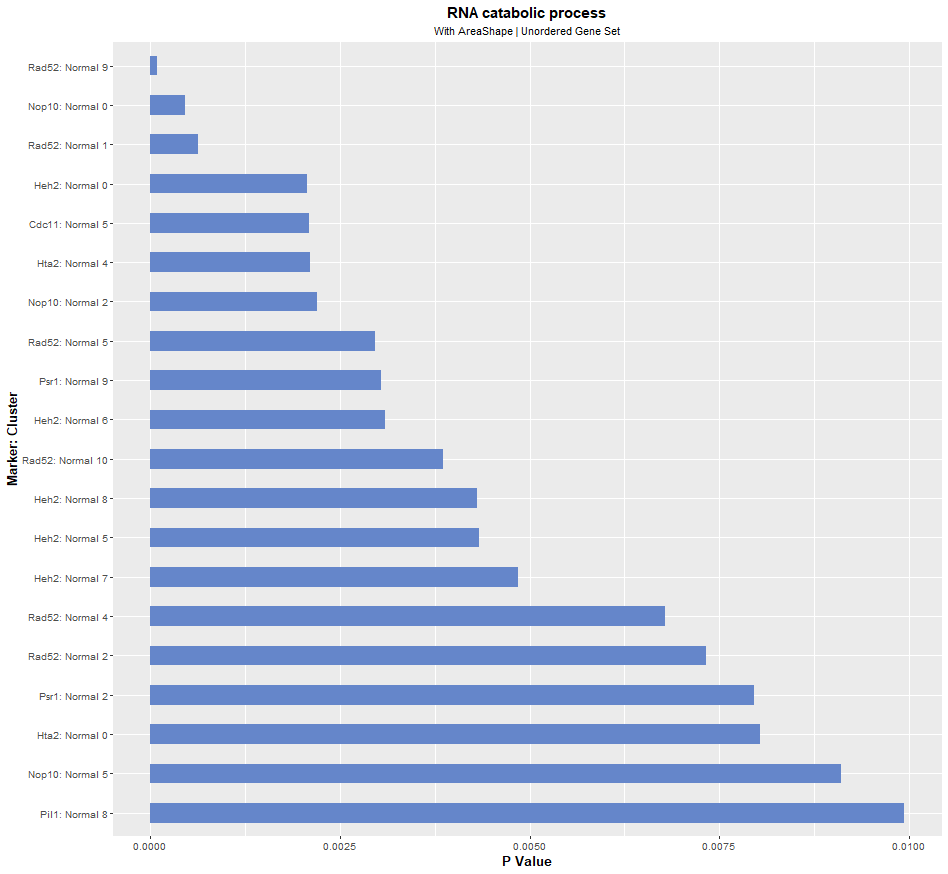 RNA catabolic process
With AreaShape | Unordered Gene Set
Marker: Cluster
Rad52: Normal 9
Nop10: Normal 0
Rad52: Normal 1
Heh2: Normal 0
Cdc11: Normal 5
Hta2: Normal 4
Nop10: Normal 2
Rad52: Normal 5
Psr1: Normal 9
Heh2: Normal 6
Rad52: Normal 10
Heh2: Normal 8
Heh2: Normal 5
Heh2: Normal 7
Rad52: Normal 4
Rad52: Normal 2
Psr1: Normal 2
Hta2: Normal 0
Nop10: Normal 5
Pil1: Normal 8
0.0000 0.0025 0.0050 0.0075 0.0100
P Value